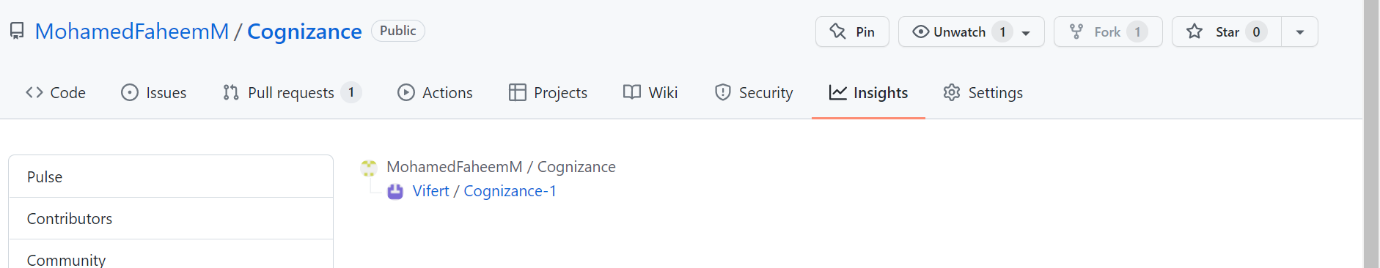 MohamedFaheemM / Cognizance Public Pin Unwatch 1 Fork 1 Star 0
Code Issues Pull requests 1 Actions Projects Wiki Security Insights Settings
Pulse
Contributors
Community
MohamedFaheemM / Cognizance
Vifert / Cognizance-1